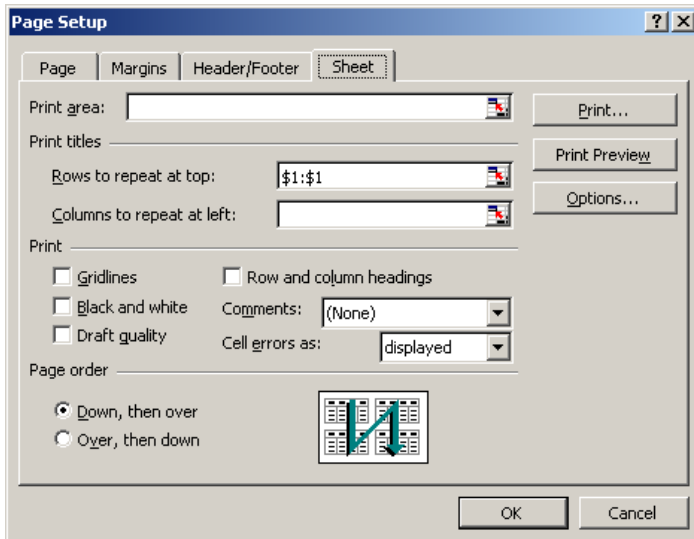 Page Setup
Page
Margins
Header/Footer
Sheet
Print area:
Print...
Print titles
Print Preview
Rows to repeat at top:
$1:$1
Options...
Columns to repeat at left:
Print
Gridlines
Row and column headings
Black and white
Comments:
(None)
Draft quality
Cell errors as:
displayed
Page order
Down, then over
Over, then down
OK
Cancel